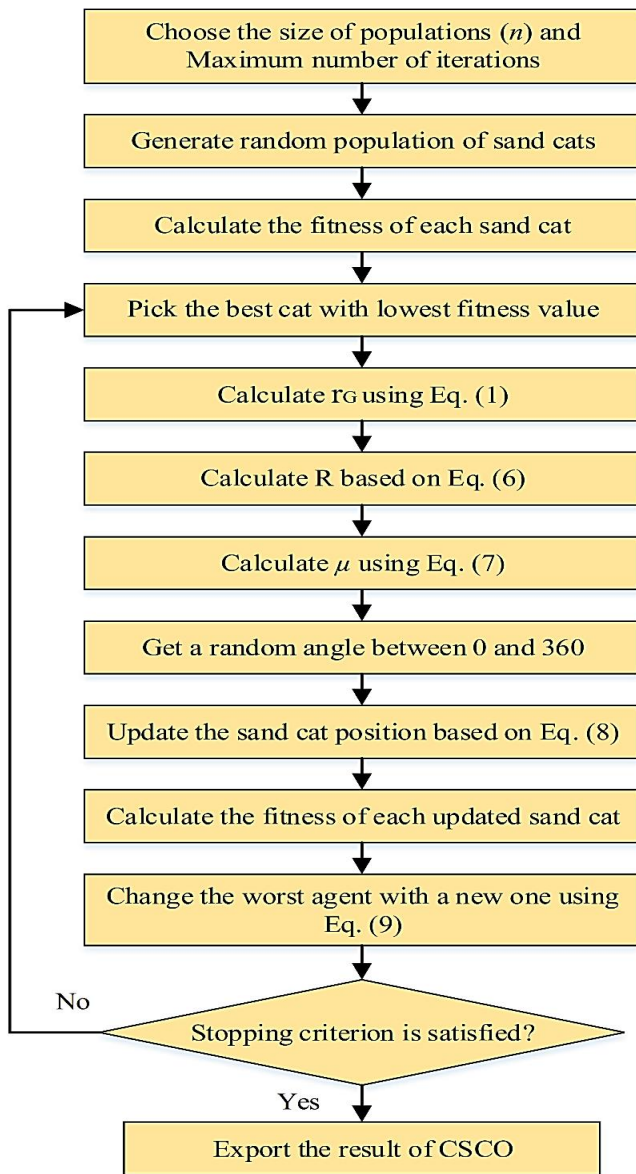 Choose the size of populations (n) and
Maximum number of iterations
Generate random population of sand cats
Calculate the fitness of each sand cat
Pick the best cat with lowest fitness value
Calculate rG using Eq. (1)
Calculate R based on Eq. (6)
Calculate μ using Eq. (7)
Get a random angle between 0 and 360
Update the sand cat position based on Eq. (8)
Calculate the fitness of each updated sand cat
Change the worst agent with a new one using
Eq. (9)
No
Stopping criterion is satisfied?
Yes
Export the result of CSCO